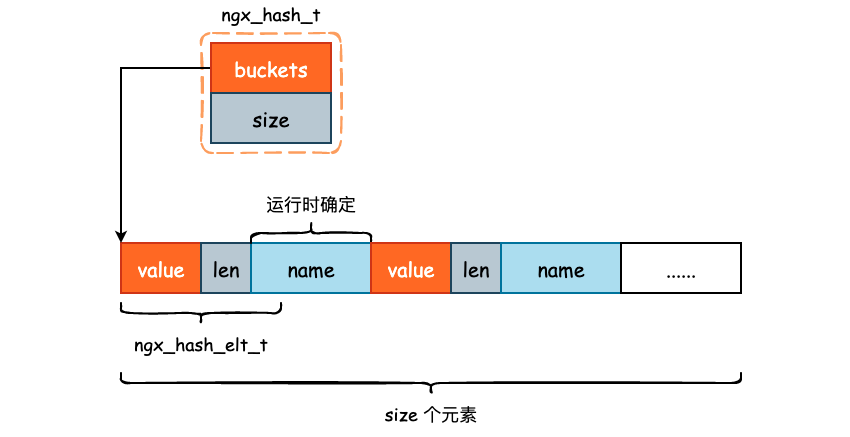 ngx_hash_t
buckets
size
运行时确定
value len name value len name ......
ngx_hash_elt_t
size 个元素